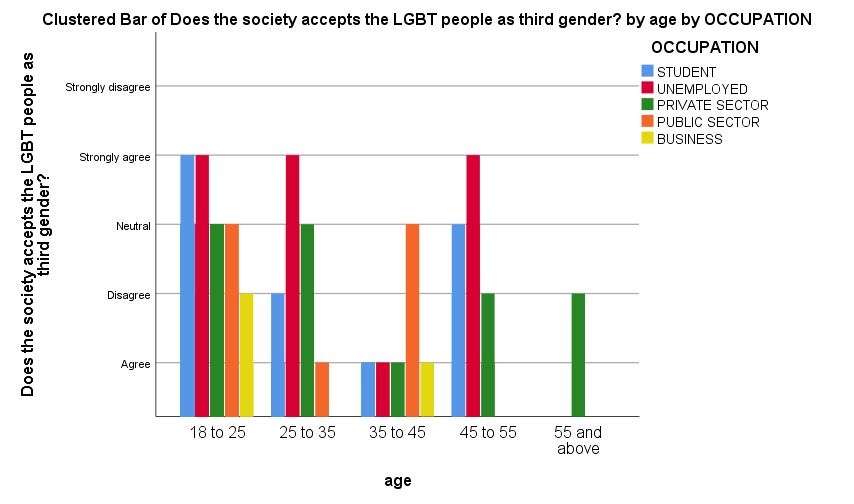 Clustered Bar of Does the society accepts the LGBT people as third gender? by age by OCCUPATION
Does the society accepts the LGBT people as
third gender?
Strongly disagree
Strongly agree
Neutral
Disagree
Agree
18 to 25
25 to 35
35 to 45
45 to 55
55 and
above
age
OCCUPATION
STUDENT
UNEMPLOYED
PRIVATE SECTOR
PUBLIC SECTOR
BUSINESS